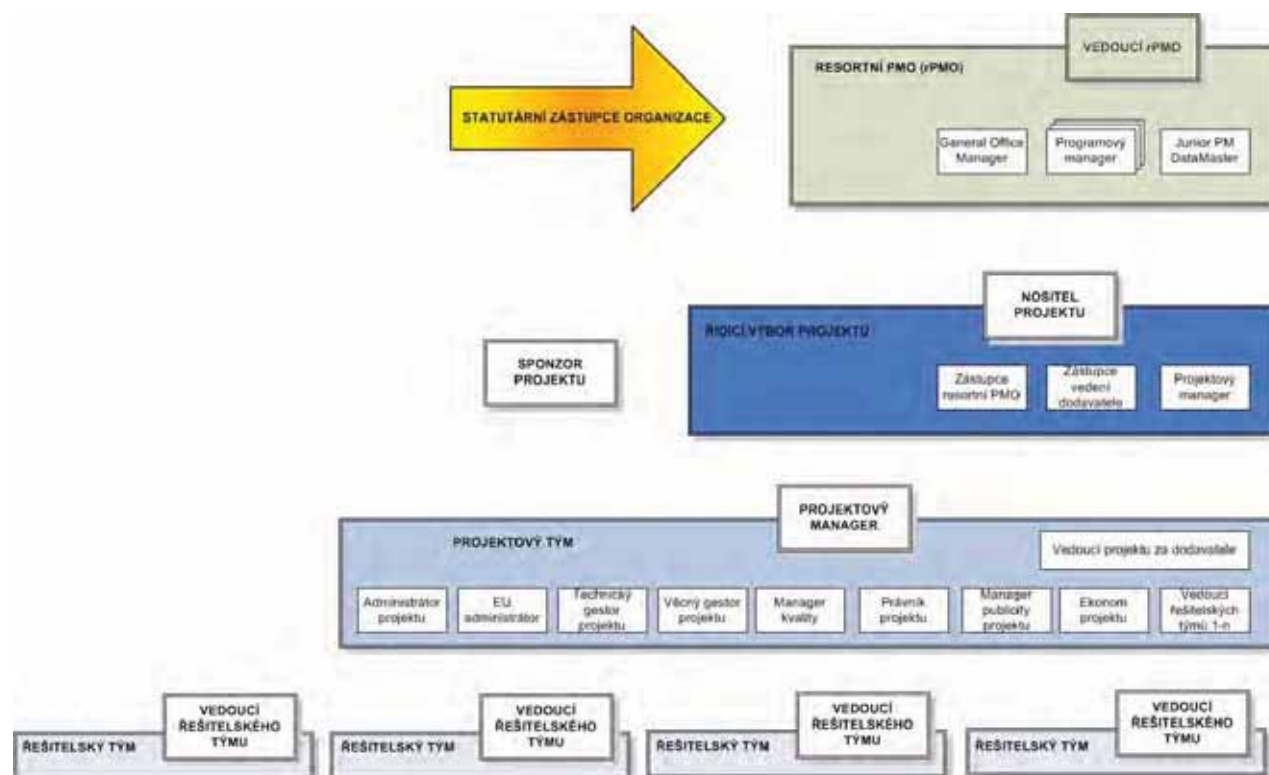 VEDOUCÍ rPMO
RESORTNÍ PMO (rPMO)
STATUTÁRNÍ ZÁSTUPCE ORGANIZACE
General Office
Manager
Programový
manager
Junior PM
DataMaster
NOSITEL
PROJEKTU
ŘÍDICÍ VÝBOR PROJEKTU
SPONZOR
PROJEKTU
Zástupce
resortní PMO
Zástupce
vedení
dodavatele
Projektový
manager
PROJEKTOVÝ
MANAGER
PROJEKTOVÝ TÝM
Vedoucí projektu za dodavatele
Administrátor
projektu
EU
administrátor
Technický
gestor
projektu
Věcný gestor
projektu
Manager
kvality
Právník
projektu
Manager
publicity
projektu
Ekonom
projektu
Vedoucí
řešitelských
týmů 1-n
VEDOUCÍ
ŘEŠITELSKÉHO
TÝMU
ŘEŠITELSKÝ TÝM
VEDOUCÍ
ŘEŠITELSKÉHO
TÝMU
ŘEŠITELSKÝ TÝM
VEDOUCÍ
ŘEŠITELSKÉHO
TÝMU
ŘEŠITELSKÝ TÝM
VEDOUCÍ
ŘEŠITELSKÉHO
TÝMU
ŘEŠITELSKÝ TÝM